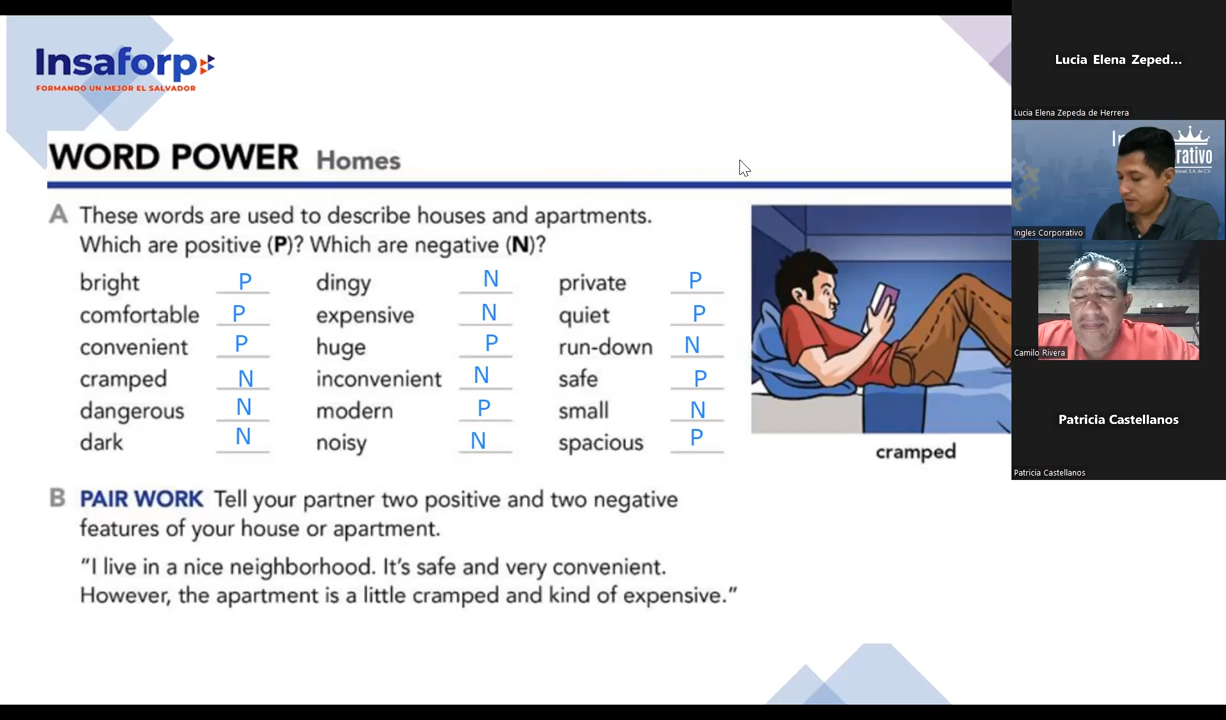 Insaforp
FORMANDO UN MEJOR EL SALVADOR
WORD POWER Homes
A These words are used to describe houses and apartments.
Which are positive (P)? Which are negative (N)?
bright P dingy N private P
comfortable P expensive N quiet P
convenient P huge P run-down N
cramped N inconvenient N safe P
dangerous N modern P small N
dark N noisy N spacious P
cramped
B PAIR WORK Tell your partner two positive and two negative
features of your house or apartment.
"I live in a nice neighborhood. It's safe and very convenient.
However, the apartment is a little cramped and kind of expensive."
Lucia Elena Zeped...
Lucia Elena Zepeda de Herrera
rativo
Ingles Corporativo
Camilo Rivera
Patricia Castellanos
Patricia Castellanos